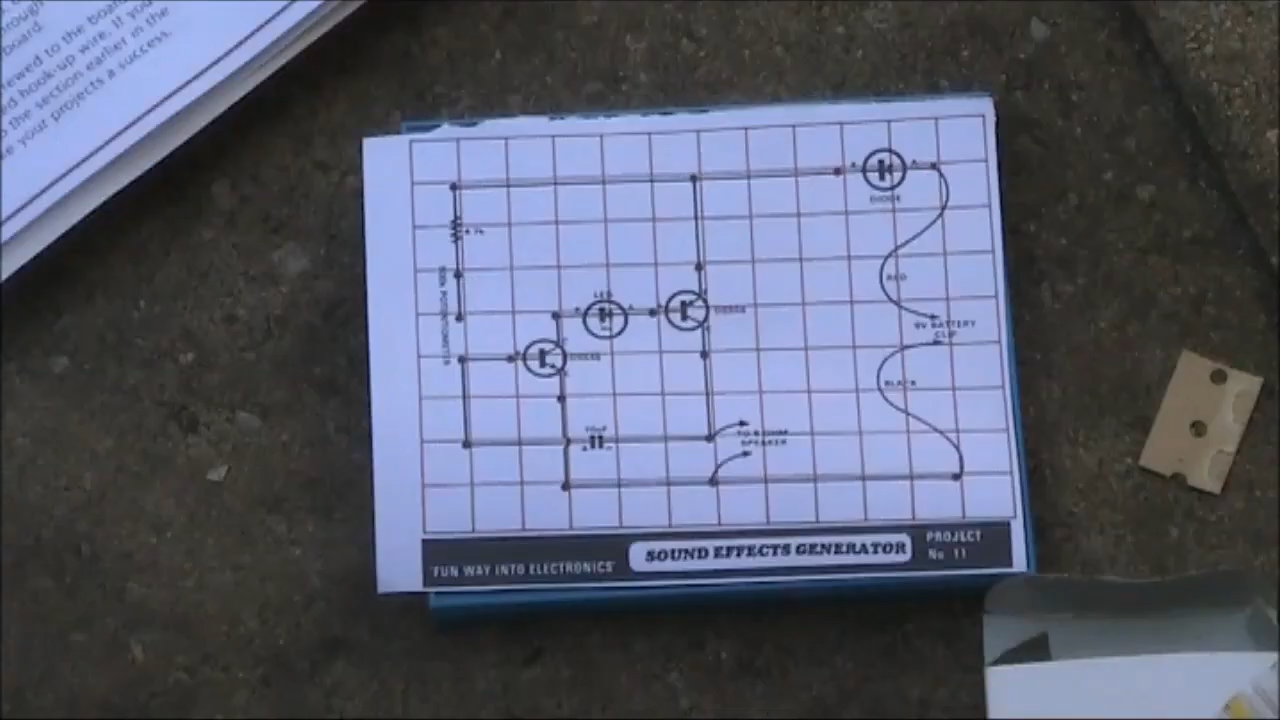 through
board.
rewed to the board
d hook-up wire. If you
o the section earlier in the
e your projects a success.
DIODE
LED
RED
9V BATTERY
CLIP
BLACK
10uF
TO 8 OHM
SPEAKER
'FUN WAY INTO ELECTRONICS'
SOUND EFFECTS GENERATOR
PROJECT
No 11